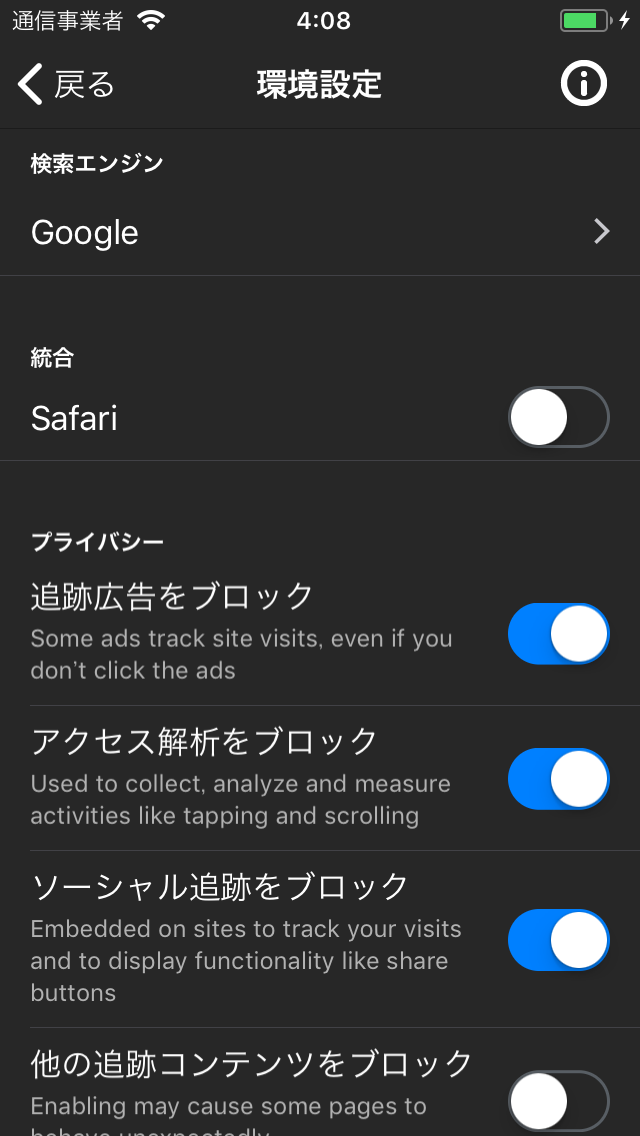 通信事業者 4:08
戻る 環境設定
検索エンジン
Google
統合
Safari
プライバシー
追跡広告をブロック
Some ads track site visits, even if you
don’t click the ads
アクセス解析をブロック
Used to collect, analyze and measure
activities like tapping and scrolling
ソーシャル追跡をブロック
Embedded on sites to track your visits
and to display functionality like share
buttons
他の追跡コンテンツをブロック
Enabling may cause some pages to
behave unexpectedly